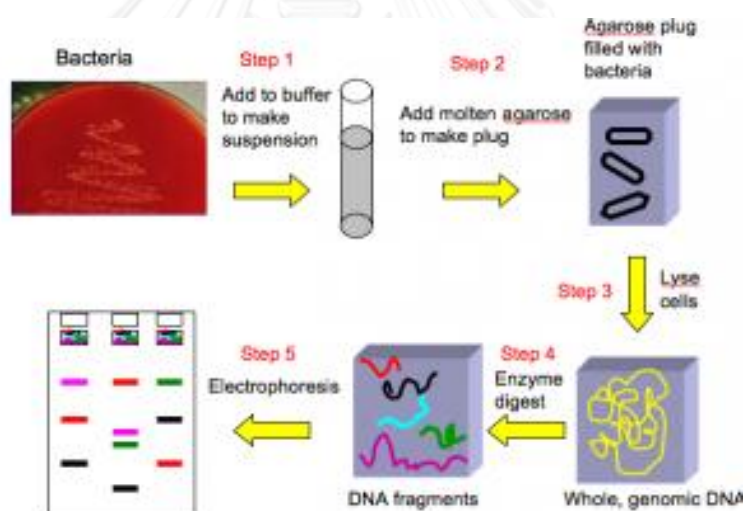 Bacteria
Step 1
Add to buffer
to make
suspension
Step 2
Add molten agarose
to make plug
Agarose plug
filled with
bacteria
Step 3
Lyse
cells
Whole, genomic DNA
Step 4
Enzyme
digest
DNA fragments
Step 5
Electrophoresis